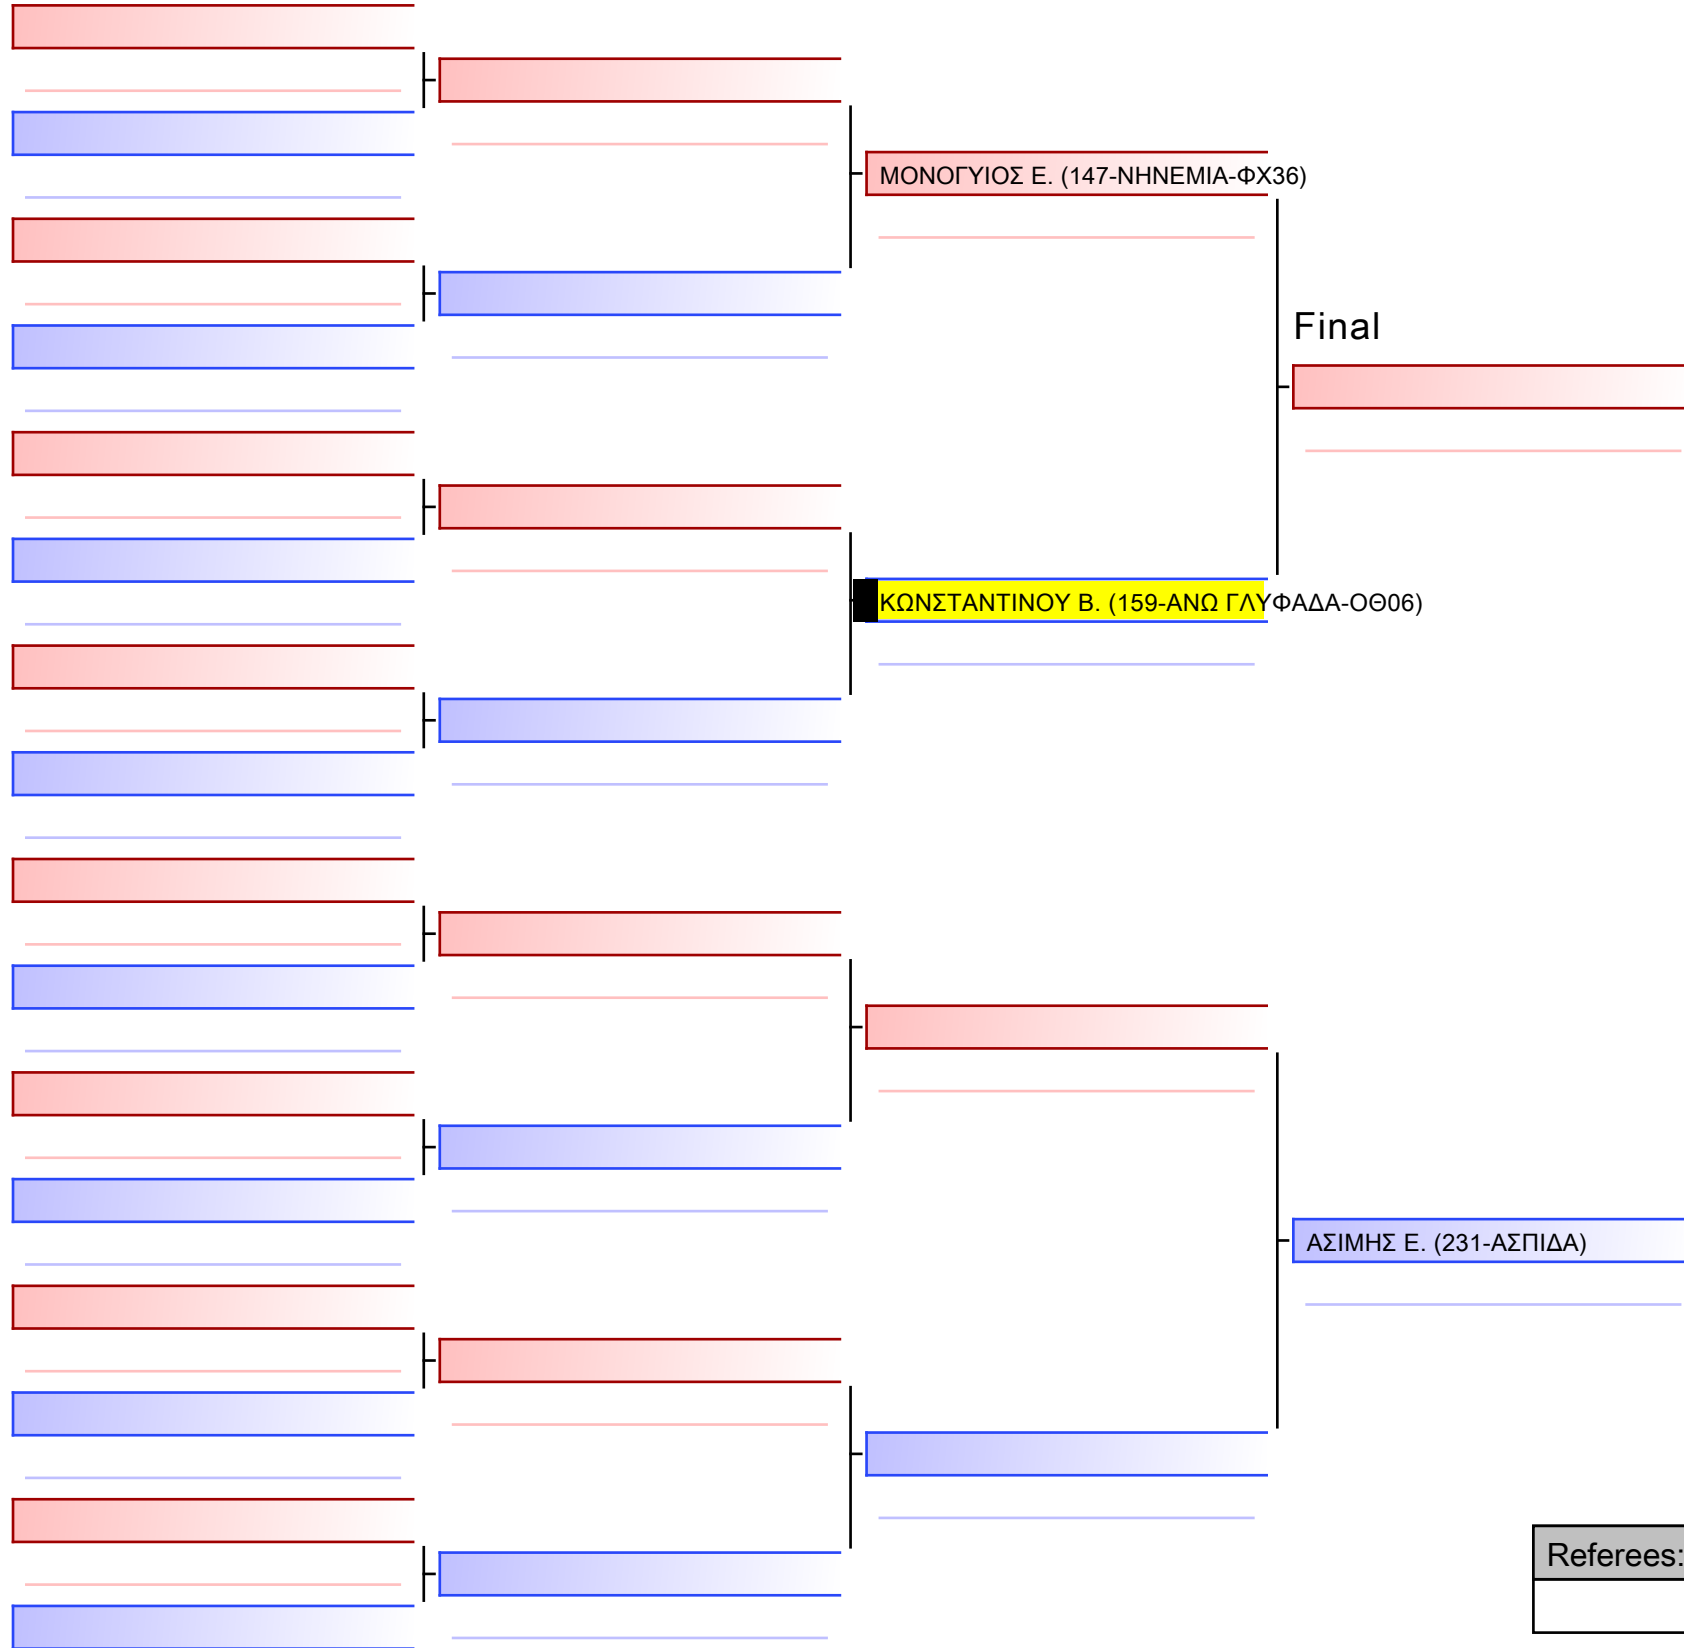 ΜΟΝΟΓΥΙΟΣ Ε. (147-ΝΗΝΕΜΙΑ-ΦΧ36)
Final
ΚΩΝΣΤΑΝΤΙΝΟΥ Β. (159-ΑΝΩ ΓΛΥΦΑΔΑ-ΟΘ06)
ΑΣΙΜΗΣ Ε. (231-ΑΣΠΙΔΑ)
Referees: